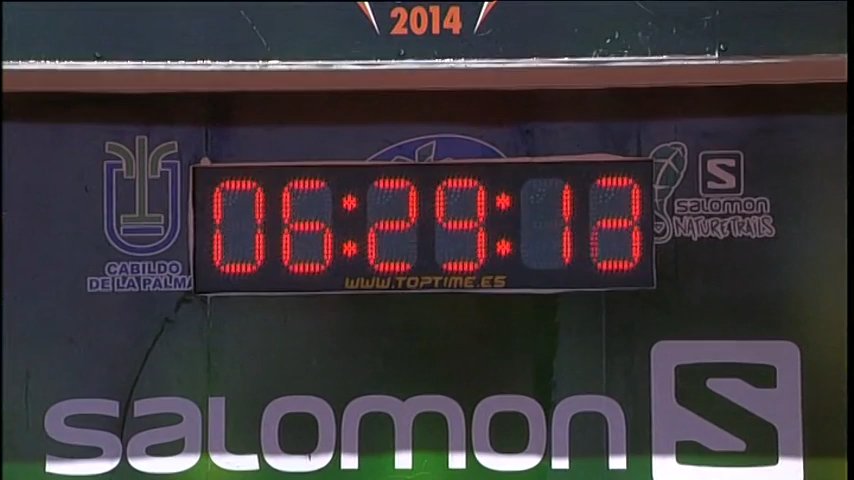 2014
CABILDO
DE LA PALMA
06:29:13
WWW.TOPTIME.ES
S
SALOMON
NATURE TRAILS
SALOMON S